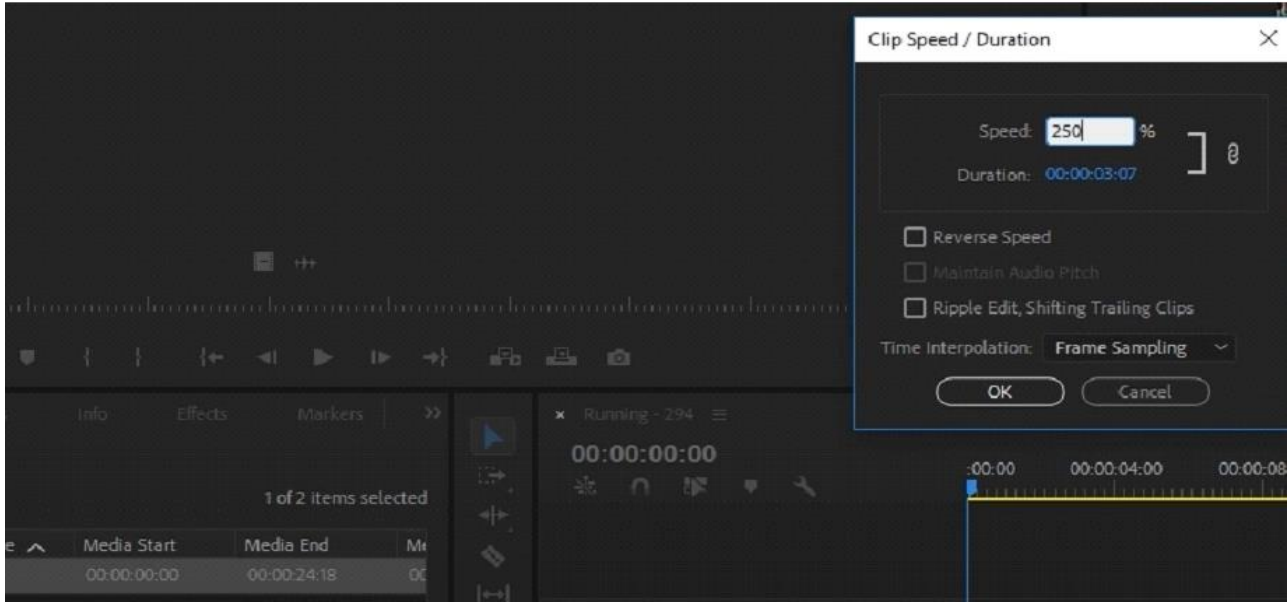 Clip Speed / Duration
Speed: 250 %
Duration: 00:00:03:07
Reverse Speed
Maintain Audio Pitch
Ripple Edit, Shifting Trailing Clips
Time Interpolation: Frame Sampling
OK Cancel
Info Effects Markers
× Running - 294
00:00:00:00
:00:00 00:00:04:00 00:00:08
1 of 2 items selected
Media Start Media End
00:00:00:00 00:00:24:18